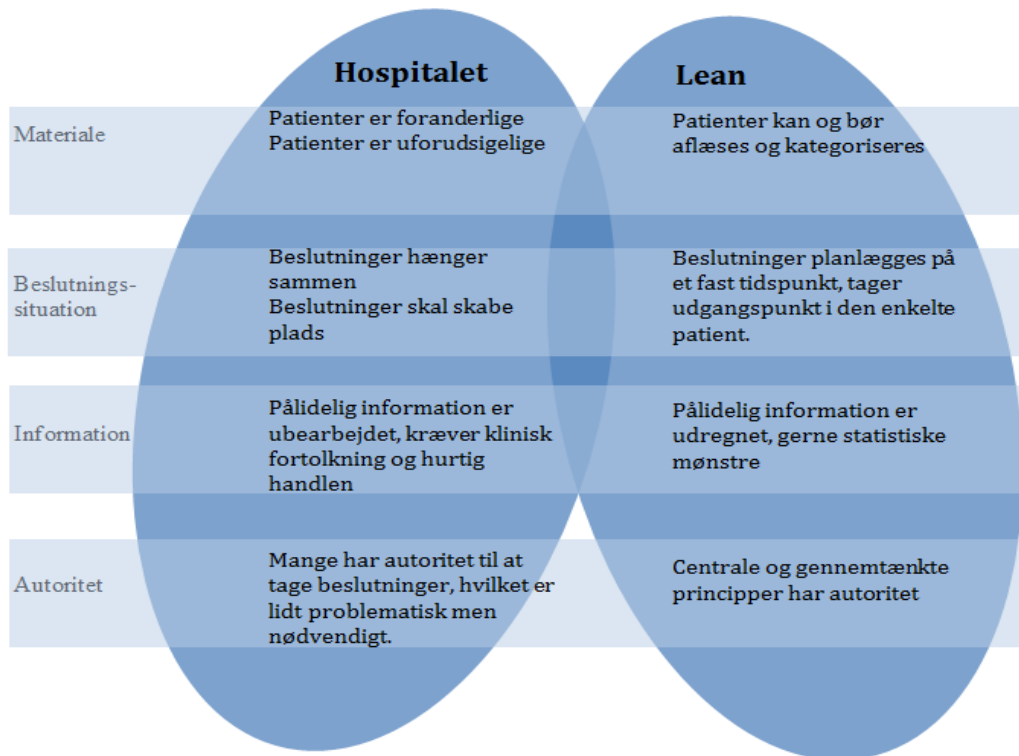 Hospitalet
Lean
Materiale
Patienter er foranderlige
Patienter er uforudsigelige
Patienter kan og bør
aflæses og kategoriseres
Beslutnings-
situation
Beslutninger hænger
sammen
Beslutninger skal skabe
plads
Beslutninger planlægges på
et fast tidspunkt, tager
udgangspunkt i den enkelte
patient.
Information
Pålidelig information er
ubearbejdet, kræver klinisk
fortolkning og hurtig
handlen
Pålidelig information er
udregnet, gerne statistiske
mønstre
Autoritet
Mange har autoritet til at
tage beslutninger, hvilket er
lidt problematisk men
nødvendigt.
Centrale og gennemtænkte
principper har autoritet